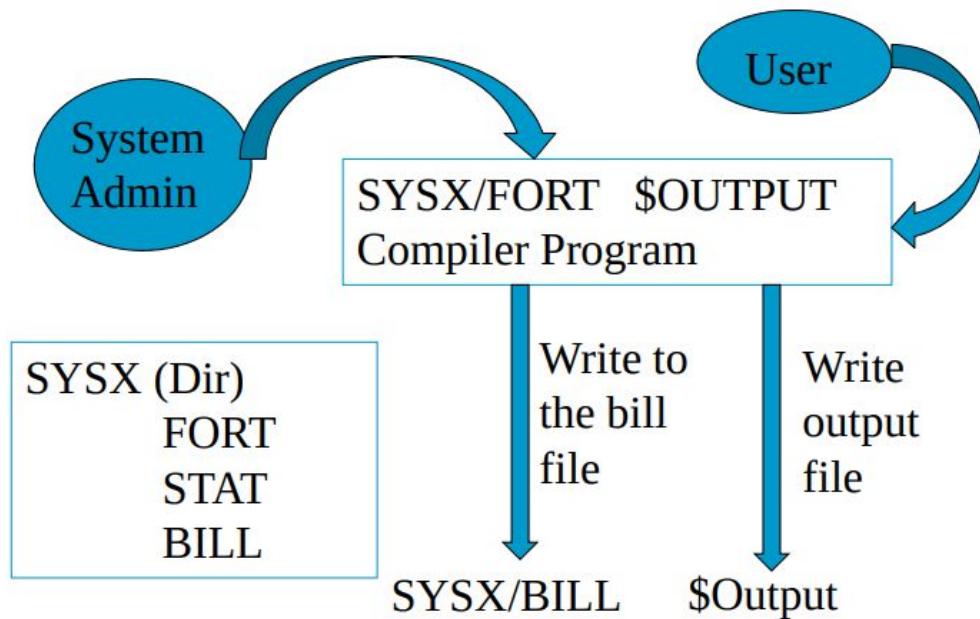 System
Admin
User
SYSX/FORT $OUTPUT
Compiler Program
SYSX (Dir)
FORT
STAT
BILL
Write to
the bill
file
Write
output
file
SYSX/BILL
$Output